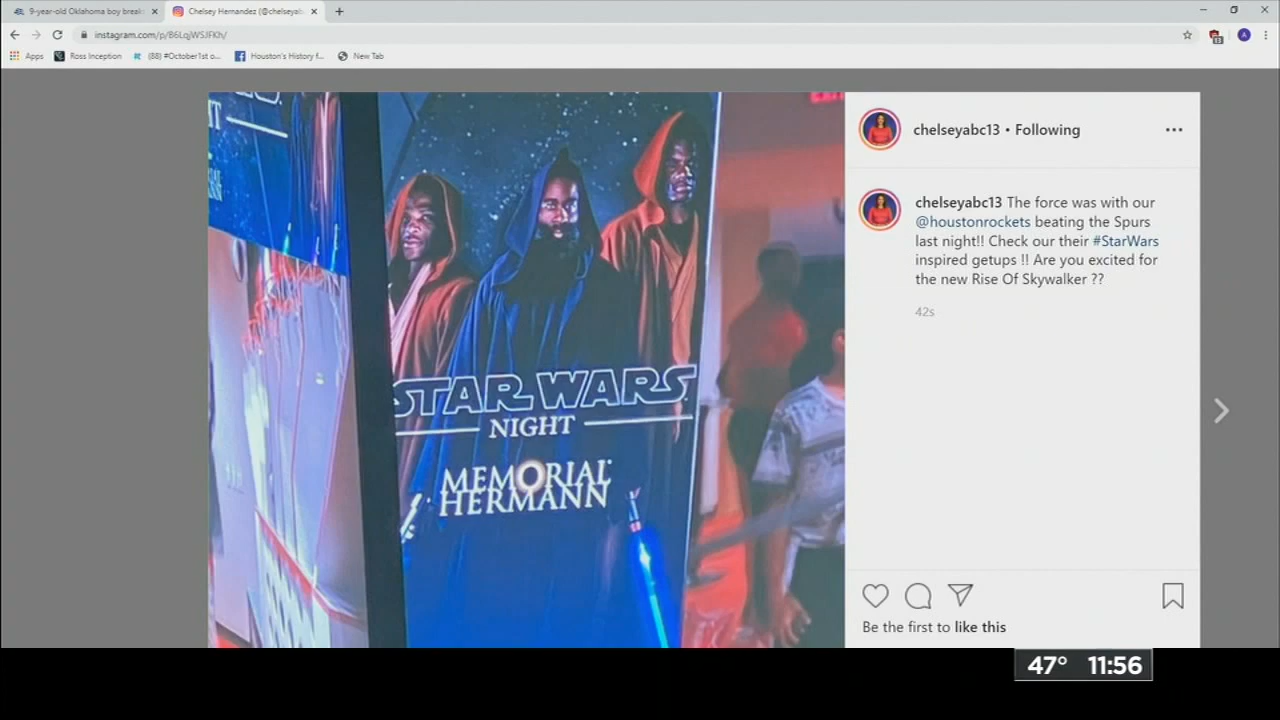 9-year-old Oklahoma boy break
Chelsey Hernandez (@chelseya
instagram.com/p/B6LqjWSJFKh/
Apps
Ross Inception
(88) #October1st o...
Houston's History f...
New Tab
STAR WARS
NIGHT
MEMORIAL
HERMANN
chelseyabc13 • Following
chelseyabc13 The force was with our
@houstonrockets beating the Spurs
last night!! Check our their #StarWars
inspired getups !! Are you excited for
the new Rise Of Skywalker ??
42s
Be the first to like this
47° 11:56